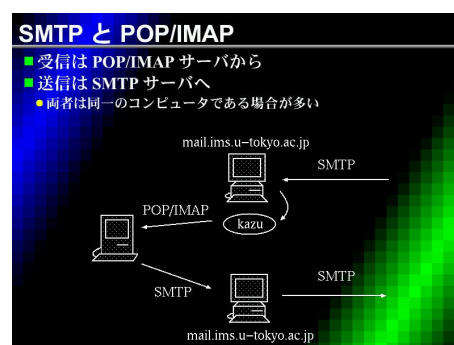 SMTP と POP/IMAP
受信は POP/IMAP サーバから
送信は SMTP サーバへ
両者は同一のコンピュータである場合が多い
mail.ims.u-tokyo.ac.jp
SMTP
POP/IMAP
kazu
SMTP
SMTP
mail.ims.u-tokyo.ac.jp